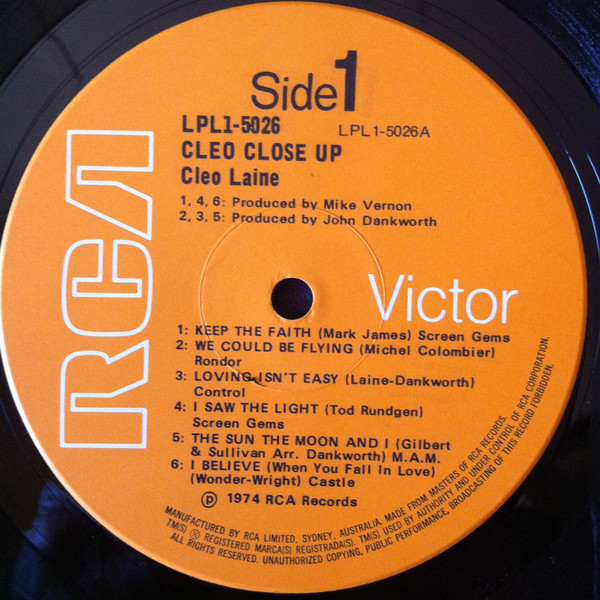 Side 1
LPL1-5026 LPL1-5026A
CLEO CLOSE UP
Cleo Laine
1, 4, 6: Produced by Mike Vernon
2, 3, 5: Produced by John Dankworth
RCA
Victor
1: KEEP THE FAITH (Mark James) Screen Gems
2: WE COULD BE FLYING (Michel Colombier)
Rondor
3: LOVING ISN'T EASY (Laine-Dankworth)
Control
4: I SAW THE LIGHT (Tod Rundgen)
Screen Gems
5: THE SUN THE MOON AND I (Gilbert
& Sullivan Arr. Dankworth) M.A.M.
6: I BELIEVE (When You Fall In Love)
(Wonder-Wright) Castle
℗ 1974 RCA Records
MANUFACTURED BY RCA LIMITED, SYDNEY, AUSTRALIA. MADE FROM MASTERS OF RCA RECORDS.
TM(S) ® REGISTERED MARCA(S) REGISTRADA(S). TM(S) USED BY AUTHORITY AND UNDER CONTROL OF RCA CORPORATION.
ALL RIGHTS RESERVED. UNAUTHORIZED COPYING, PUBLIC PERFORMANCE, BROADCASTING OF THIS RECORD FORBIDDEN.